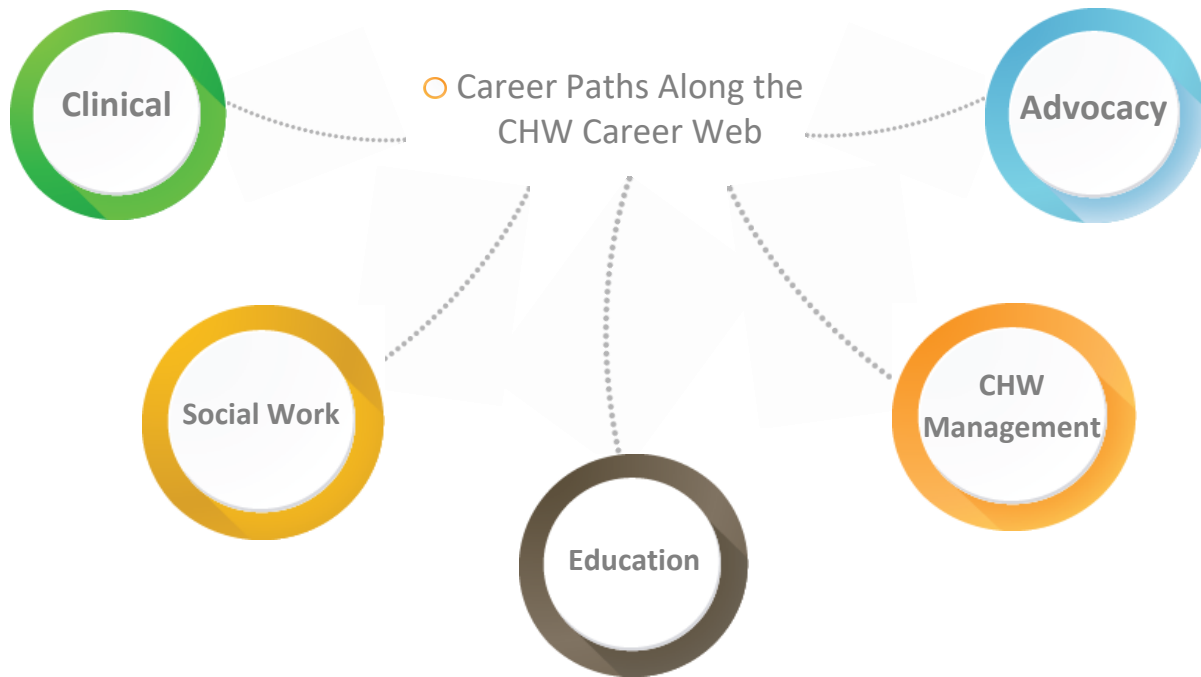 Career Paths Along the
CHW Career Web
Clinical
Advocacy
Social Work
CHW
Management
Education